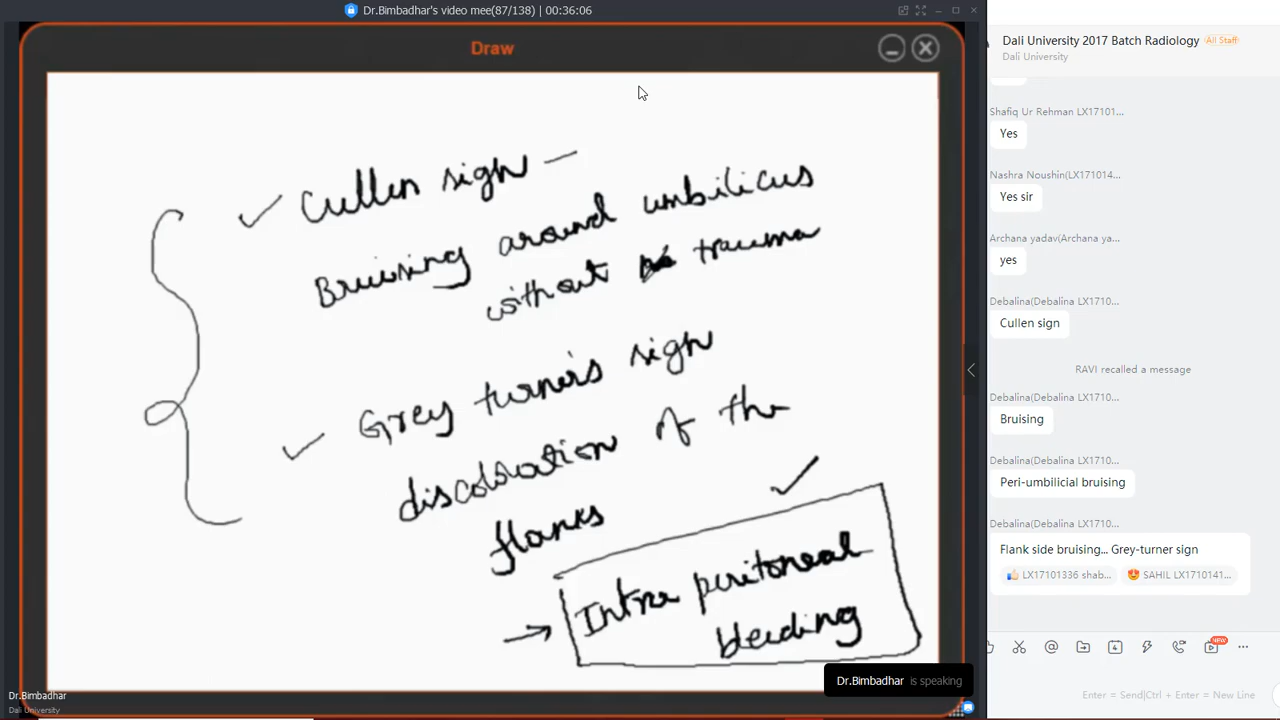 Dr.Bimbadhar's video mee(87/138) | 00:36:06
Draw
Cullen sign —
Bruising around umbilicus
without trauma
Grey turner's sign
discoloration of the
flanks
Intra peritoneal
bleeding
Dr.Bimbadhar is speaking
Dr.Bimbadhar
Dali University
Dali University 2017 Batch Radiology All Staff
Dali University
Shafiq Ur Rehman LX17101...
Yes
Nashra Noushin(LX171014...
Yes sir
Archana yadav(Archana ya...
yes
Debalina(Debalina LX1710...
Cullen sign
RAVI recalled a message
Debalina(Debalina LX1710...
Bruising
Debalina(Debalina LX1710...
Peri-umbilicial bruising
Debalina(Debalina LX1710...
Flank side bruising... Grey-turner sign
LX17101336 shab... SAHIL LX1710141...
4 NEW
Enter = Send|Ctrl + Enter = New Line